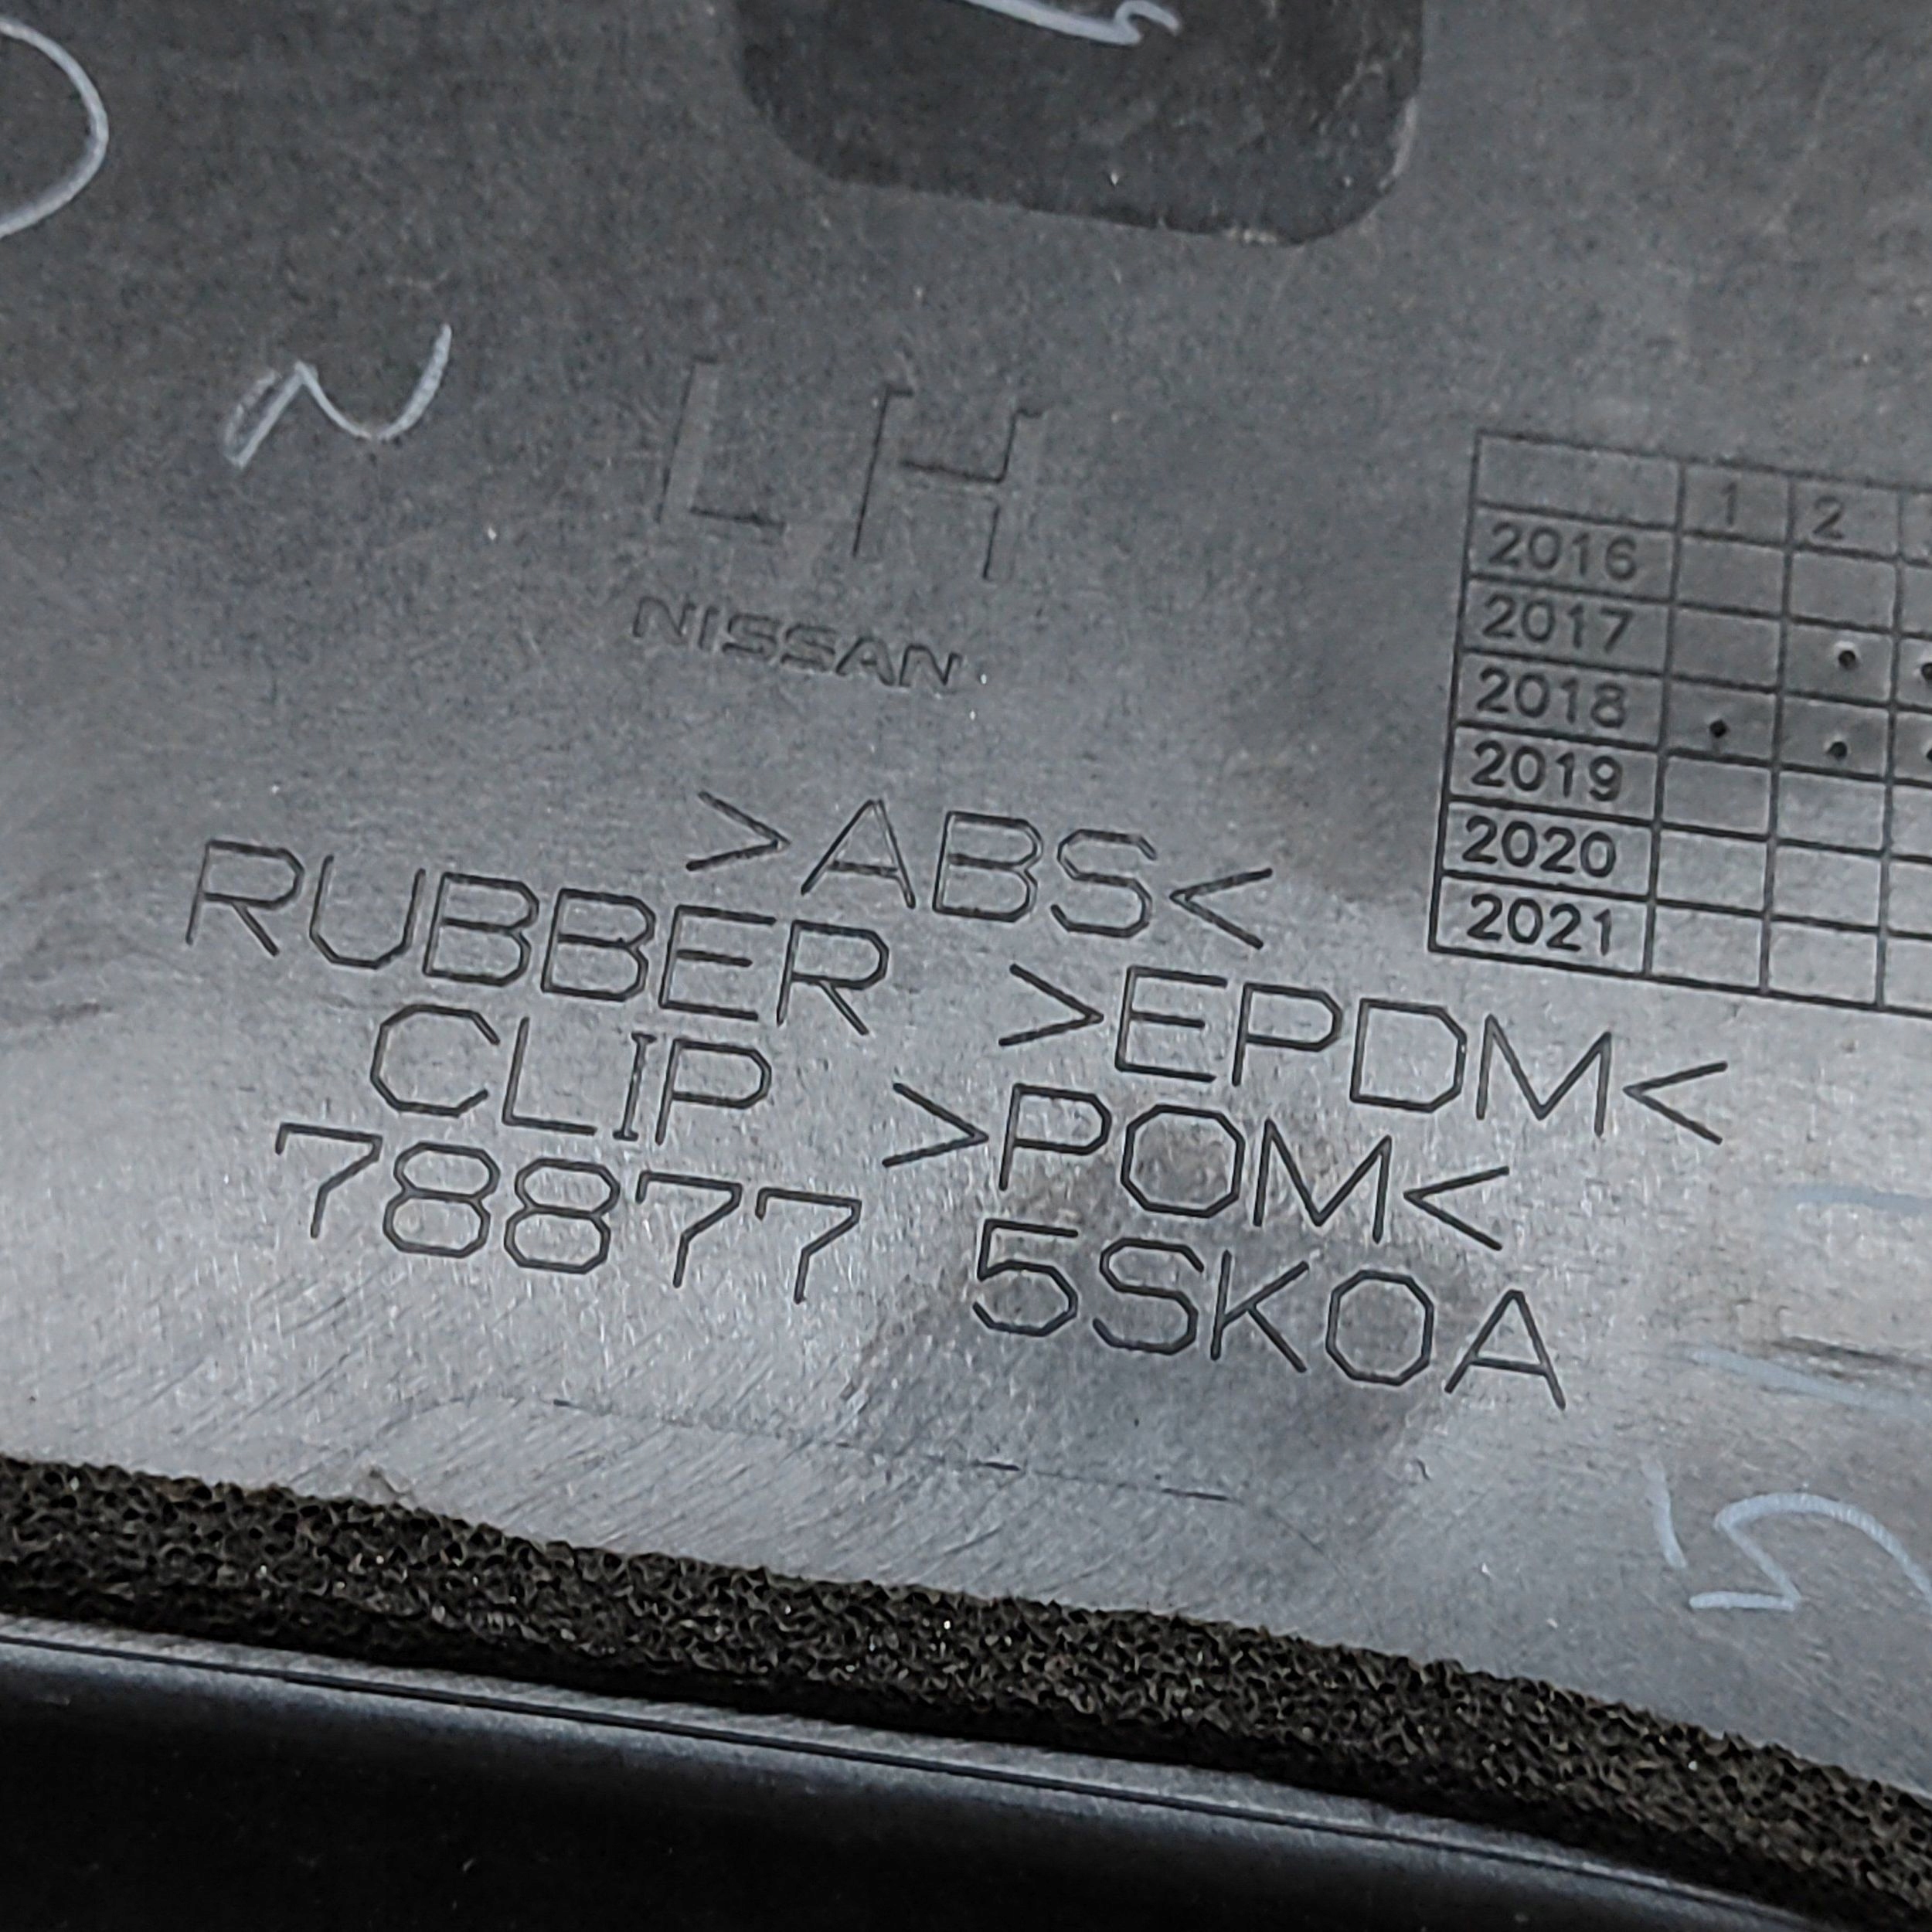 LH
NISSAN
1 2
2016
2017
2018
2019
2020
2021
>ABS<
RUBBER >EPDM<
CLIP >POM<
78877 5SK0A